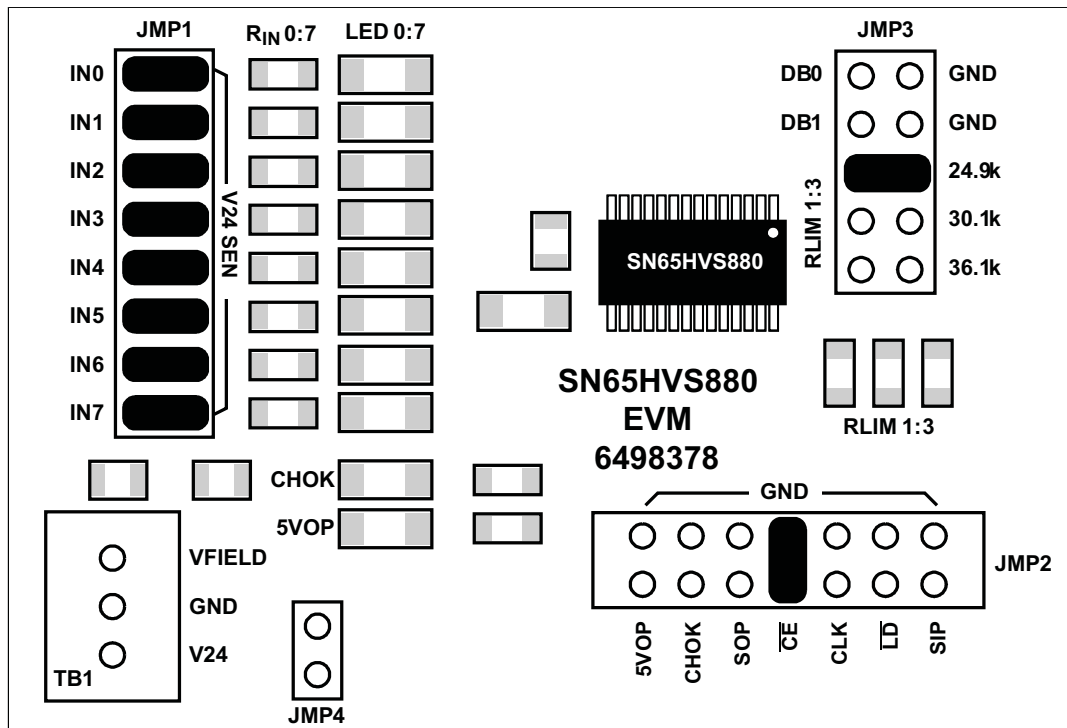 JMP1
RIN 0:7
LED 0:7
JMP3
IN0
IN1
IN2
IN3
IN4
IN5
IN6
IN7
V24 SEN
DB0
DB1
GND
GND
24.9k
30.1k
36.1k
RLIM 1:3
SN65HVS880
SN65HVS880
EVM
6498378
RLIM 1:3
CHOK
5VOP
GND
JMP2
5VOP
CHOK
SOP
C̅E̅
CLK
L̅D̅
SIP
VFIELD
GND
V24
TB1
JMP4